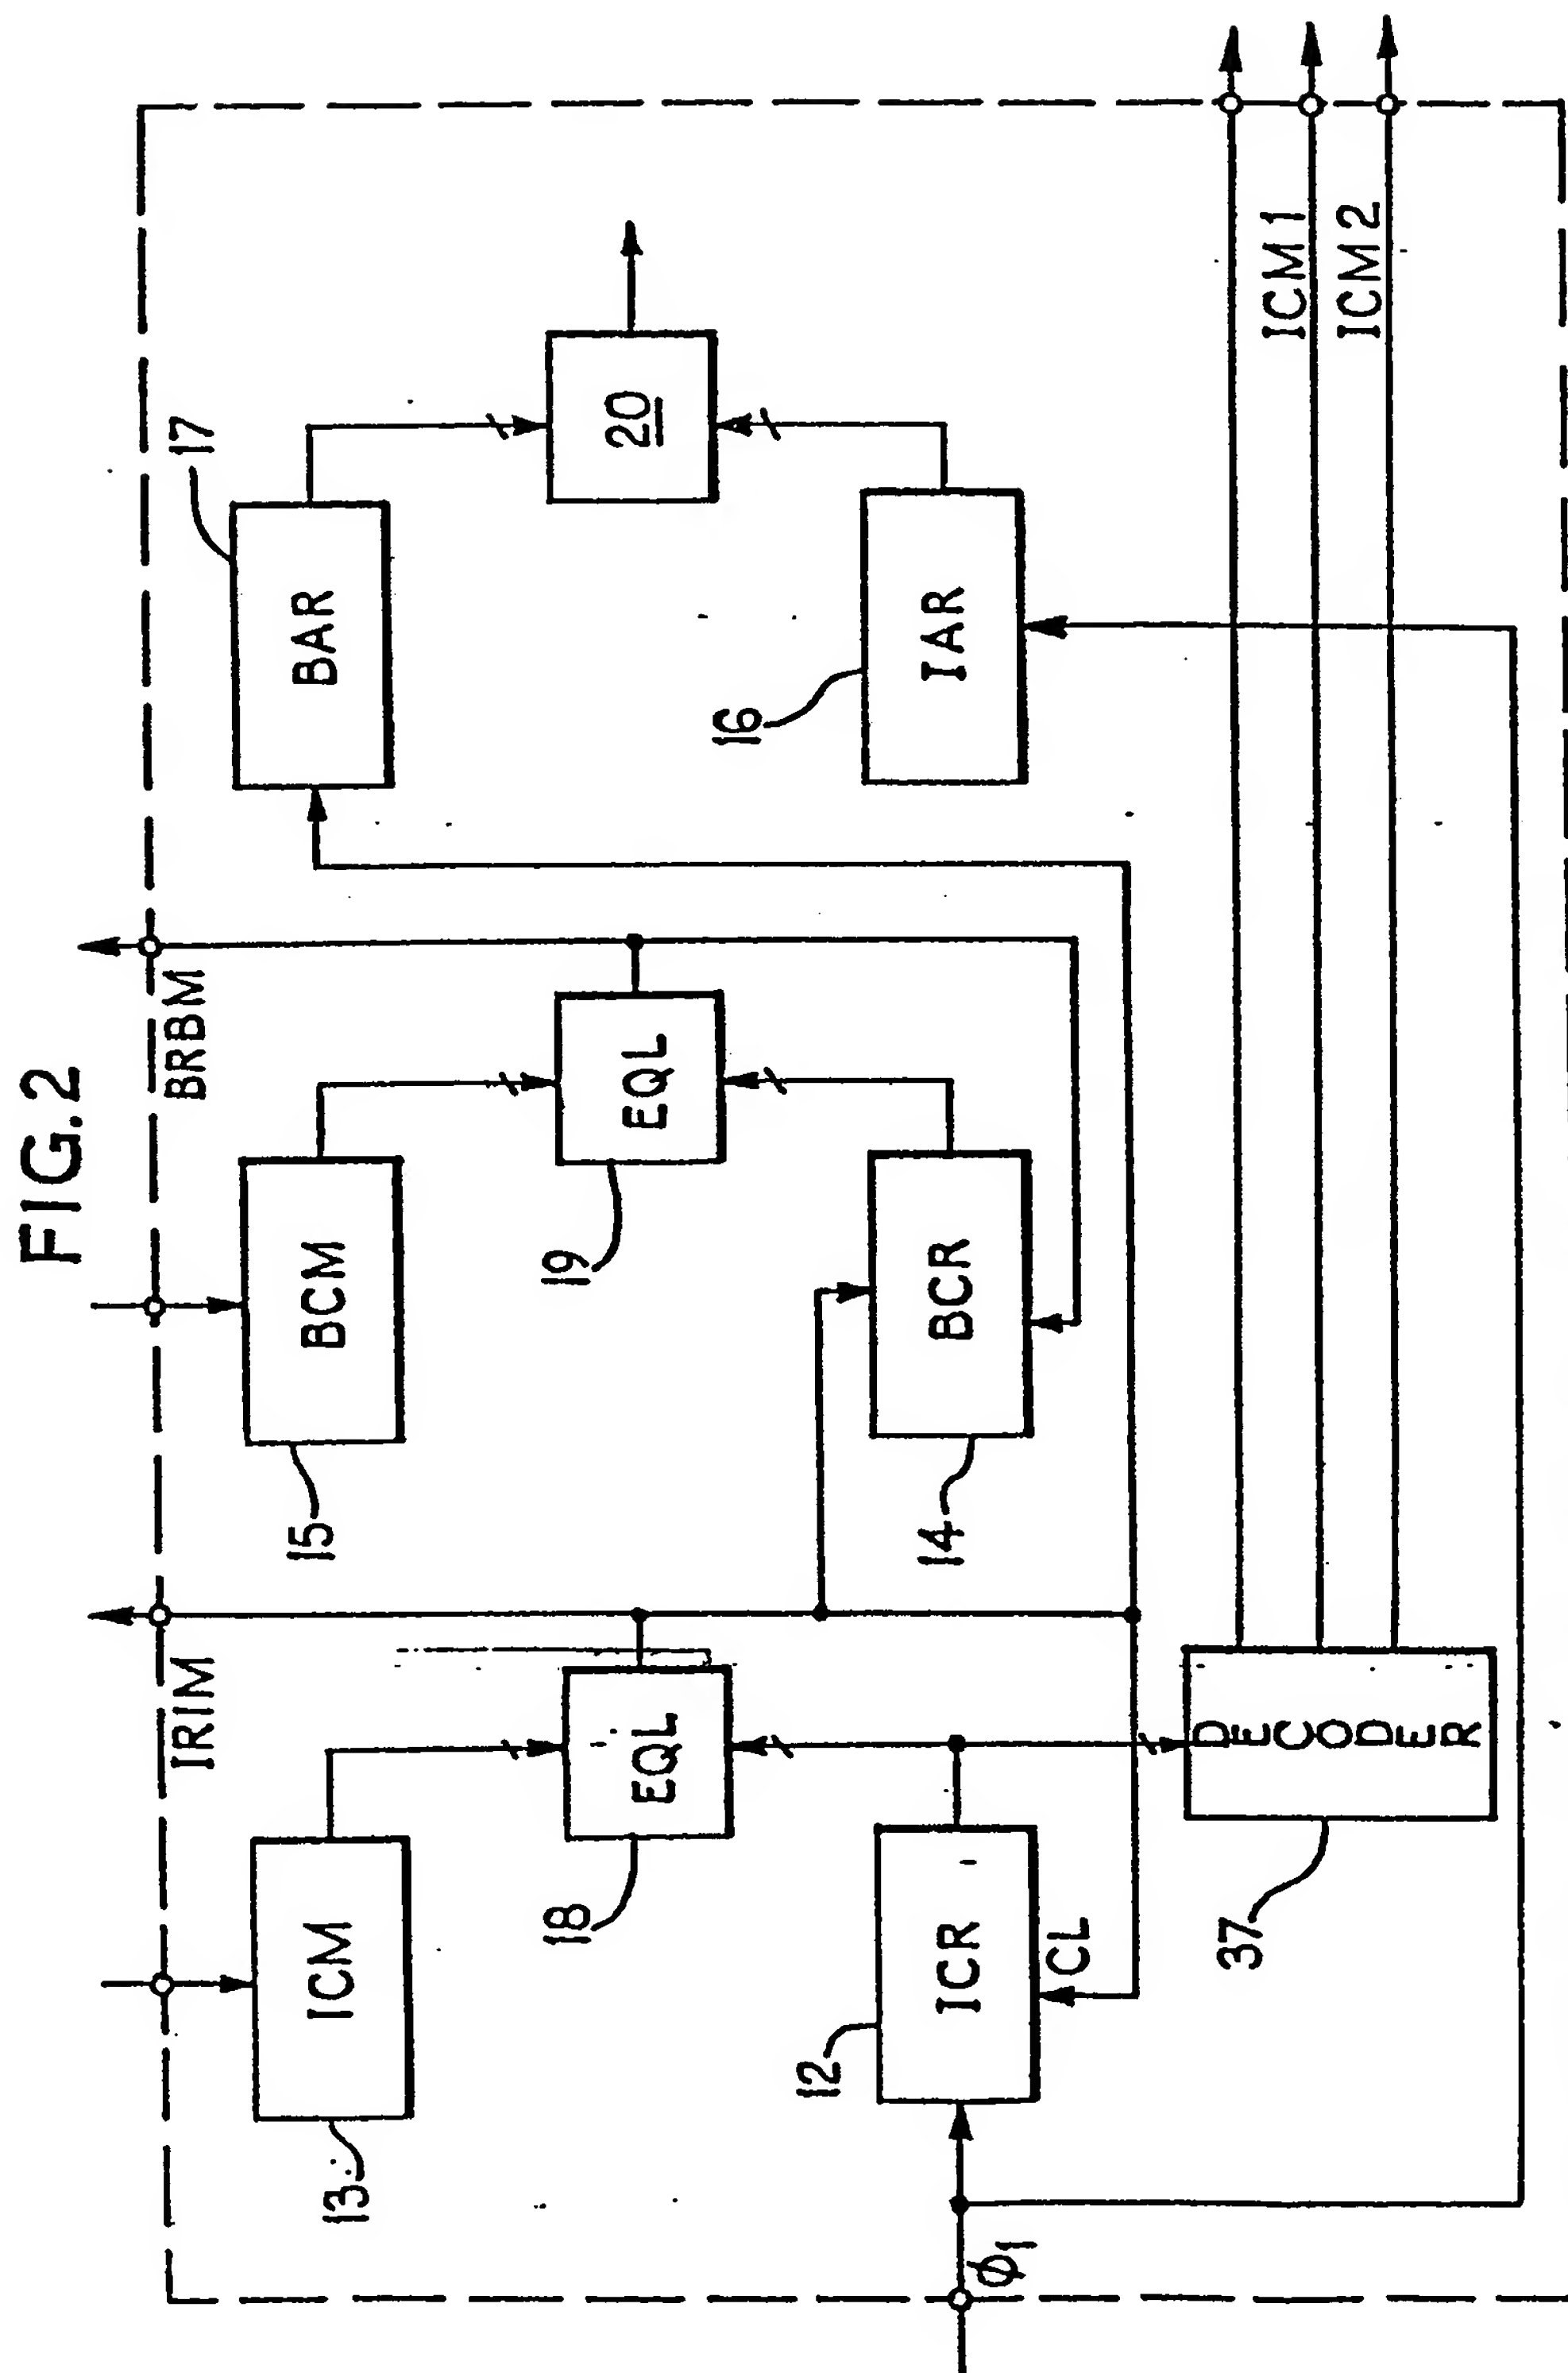 FIG.2
IRIM
BRBM
13
ICM
15
BCM
17
BAR
18
EQL
19
EQL
20
12
ICR
CL
14
BCR
16
IAR
φ1
37
DECODER
ICM1
ICM2